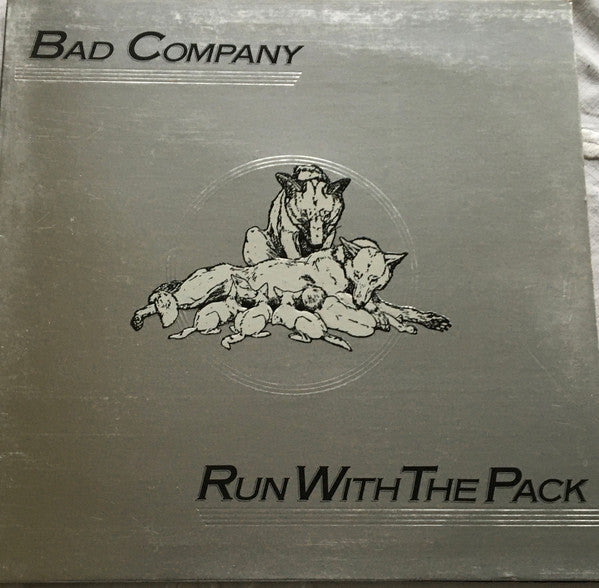 BAD COMPANY
RUN WITH THE PACK